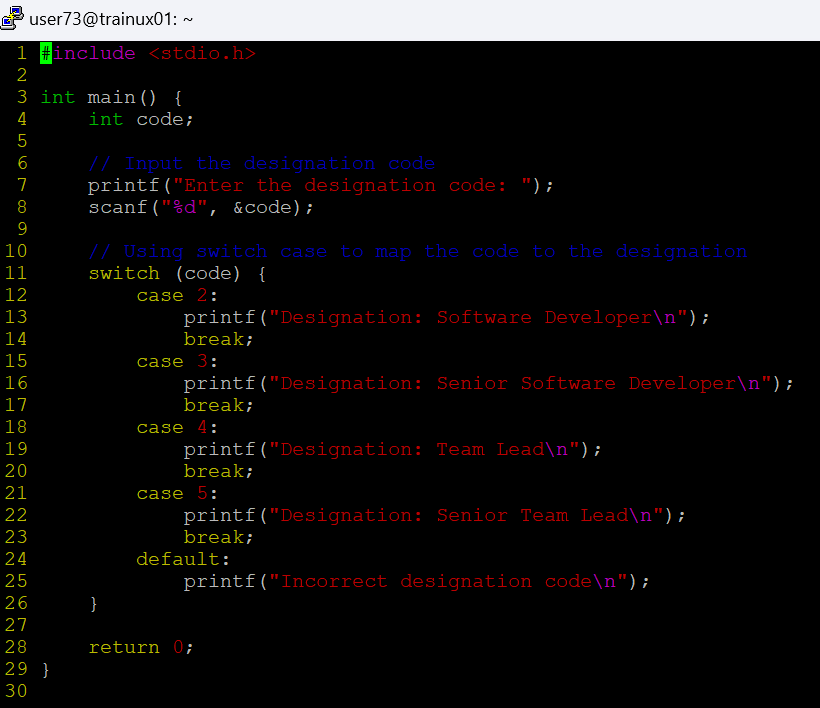 user73@trainux01: ~
1 #include <stdio.h>
2
3 int main() {
4     int code;
5
6     // Input the designation code
7     printf("Enter the designation code: ");
8     scanf("%d", &code);
9
10     // Using switch case to map the code to the designation
11     switch (code) {
12         case 2:
13             printf("Designation: Software Developer\n");
14             break;
15         case 3:
16             printf("Designation: Senior Software Developer\n");
17             break;
18         case 4:
19             printf("Designation: Team Lead\n");
20             break;
21         case 5:
22             printf("Designation: Senior Team Lead\n");
23             break;
24         default:
25             printf("Incorrect designation code\n");
26     }
27
28     return 0;
29 }
30